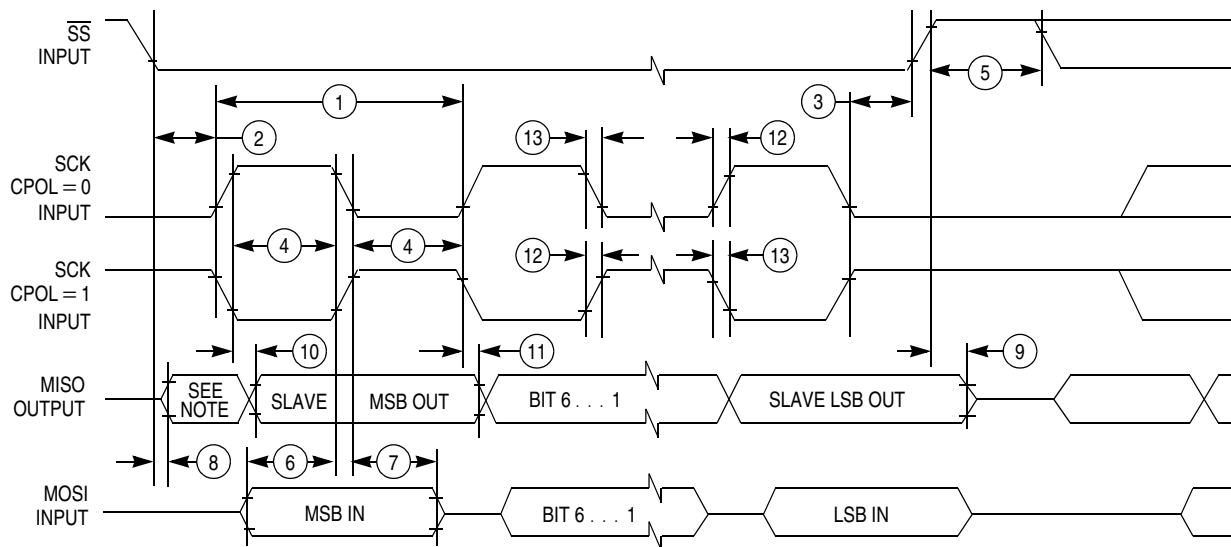 SS
INPUT
5
1
3
2
13
12
SCK
CPOL = 0
INPUT
4
4
SCK
CPOL = 1
INPUT
12
13
10
11
9
MISO
OUTPUT
SEE
NOTE
SLAVE
MSB OUT
BIT 6 . . . 1
SLAVE LSB OUT
8
6
7
MOSI
INPUT
MSB IN
BIT 6 . . . 1
LSB IN